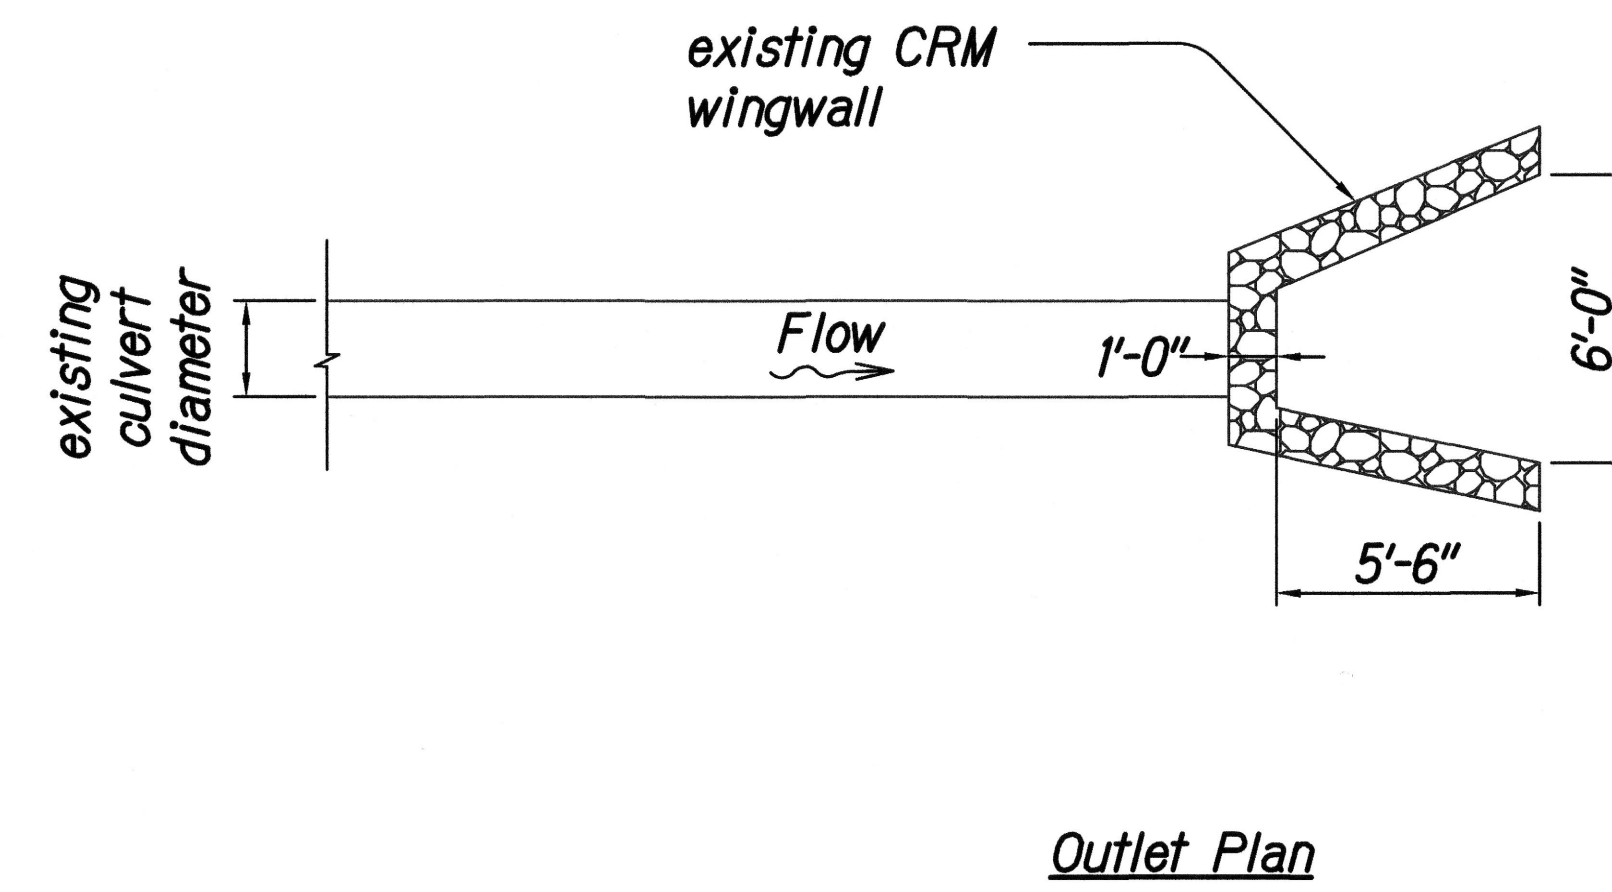 existing CRM
wingwall
existing
culvert
diameter
Flow
1'-0"
6'-0"
5'-6"
Outlet Plan